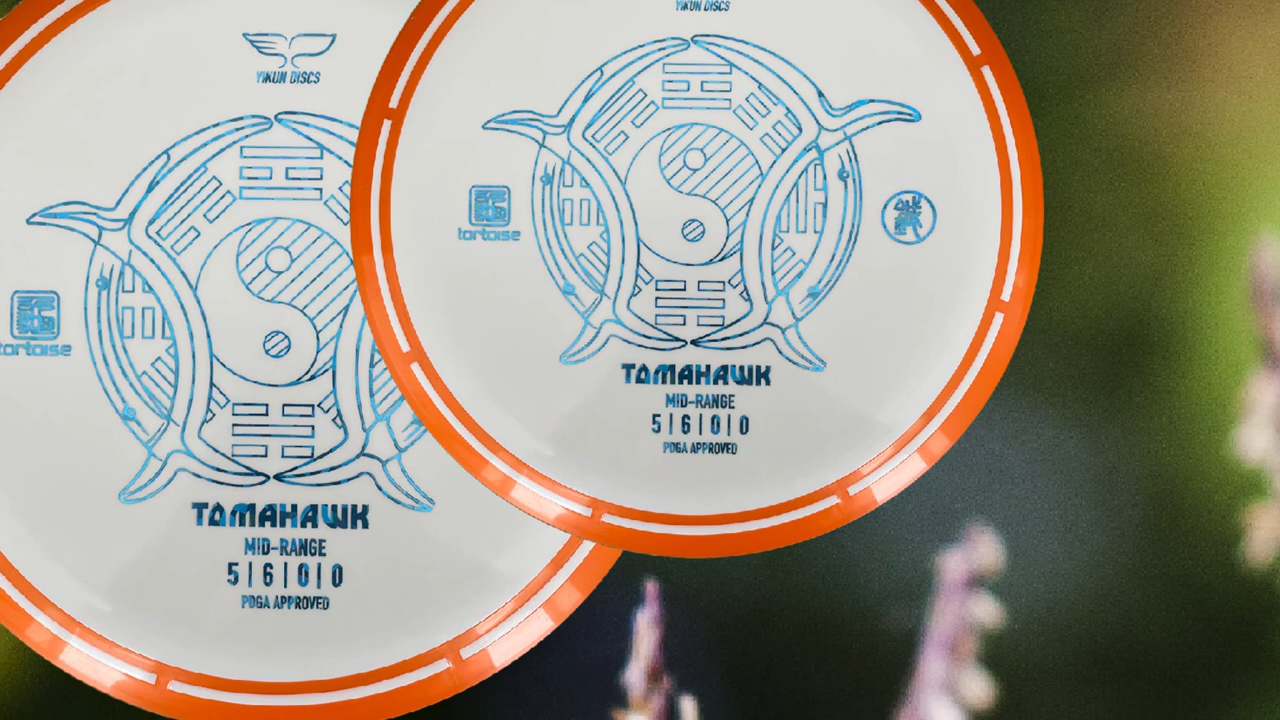 YIKUN DISCS
tortoise
TOMAHAWK
MID-RANGE
5 | 6 | 0 | 0
PDGA APPROVED
YIKUN DISCS
tortoise
TOMAHAWK
MID-RANGE
5 | 6 | 0 | 0
PDGA APPROVED